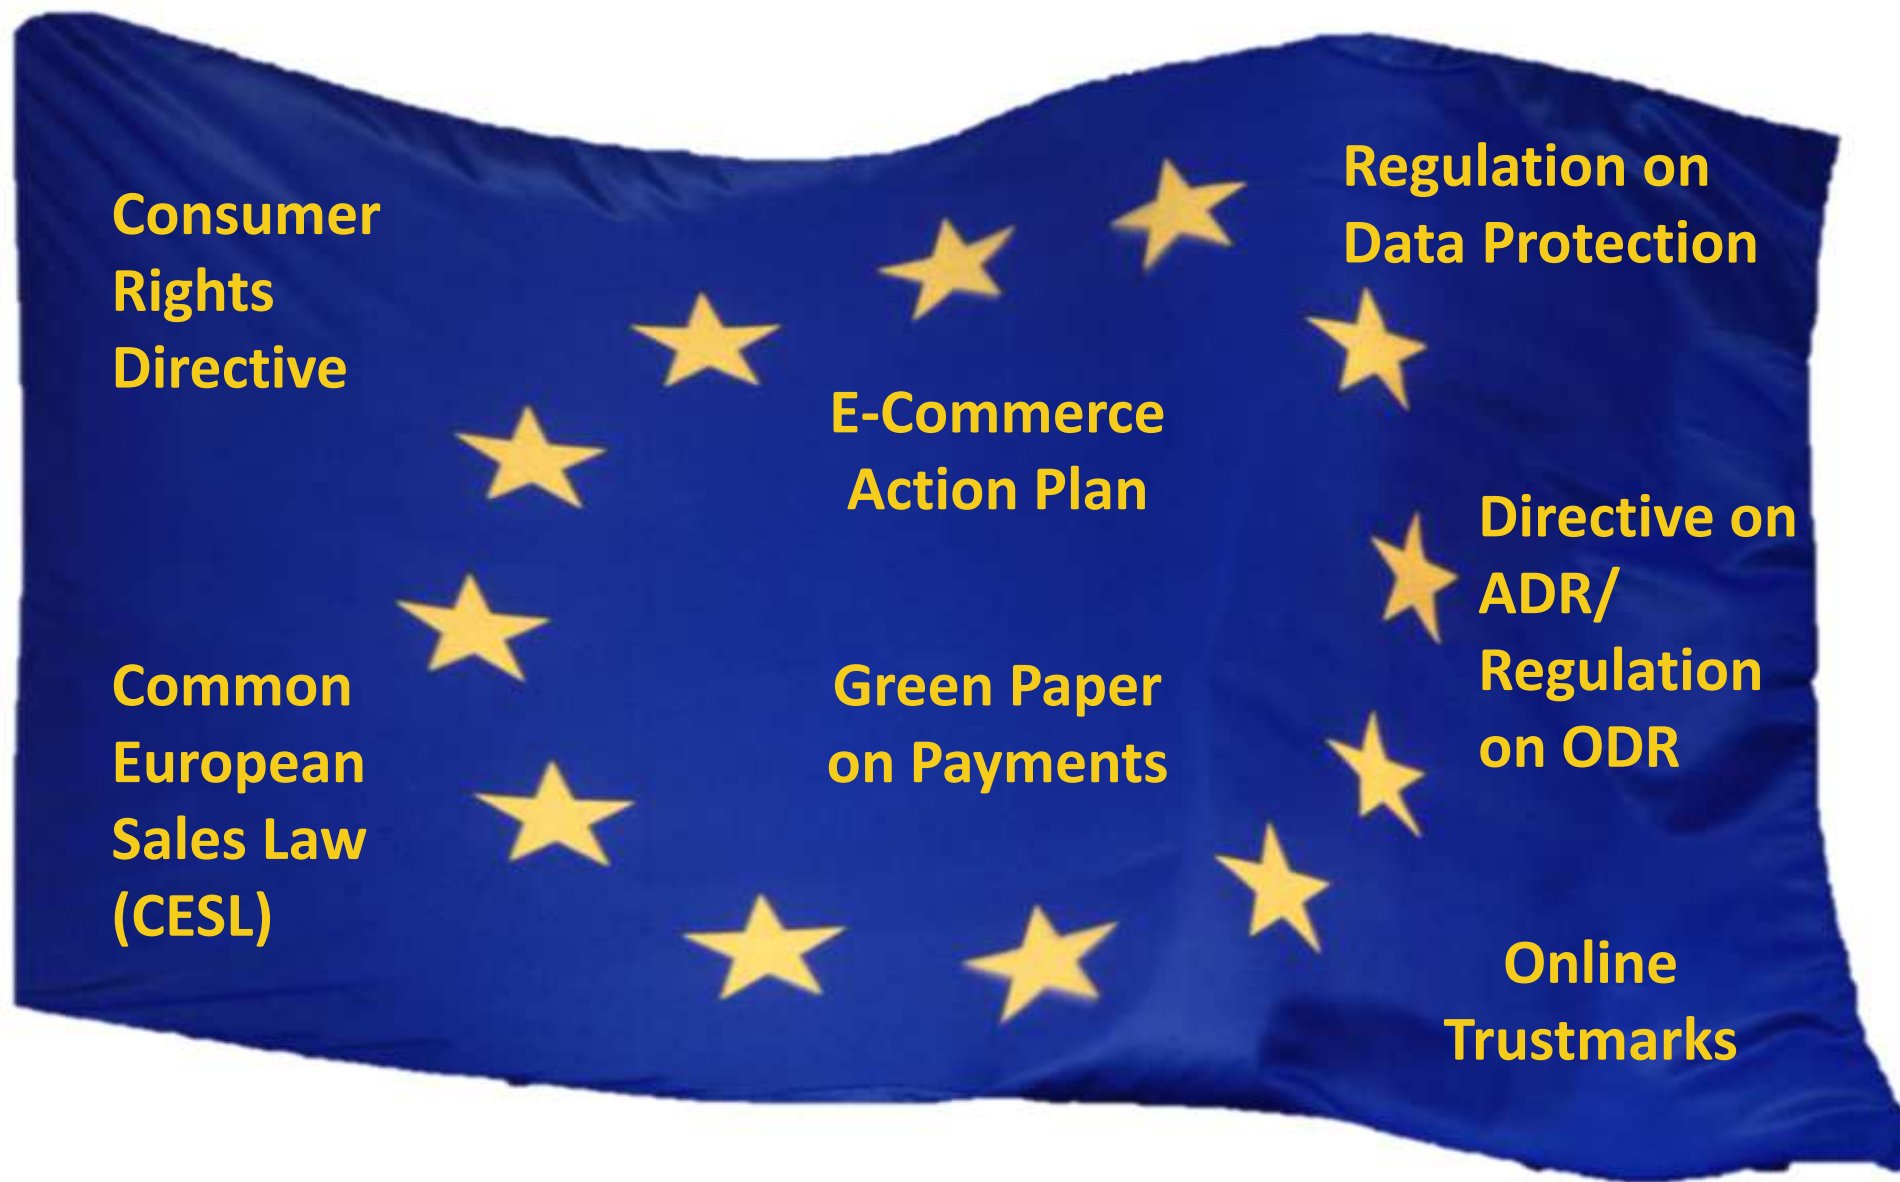 Consumer
Rights
Directive
Regulation on
Data Protection
E-Commerce
Action Plan
Directive on
ADR/
Regulation
on ODR
Common
European
Sales Law
(CESL)
Green Paper
on Payments
Online
Trustmarks